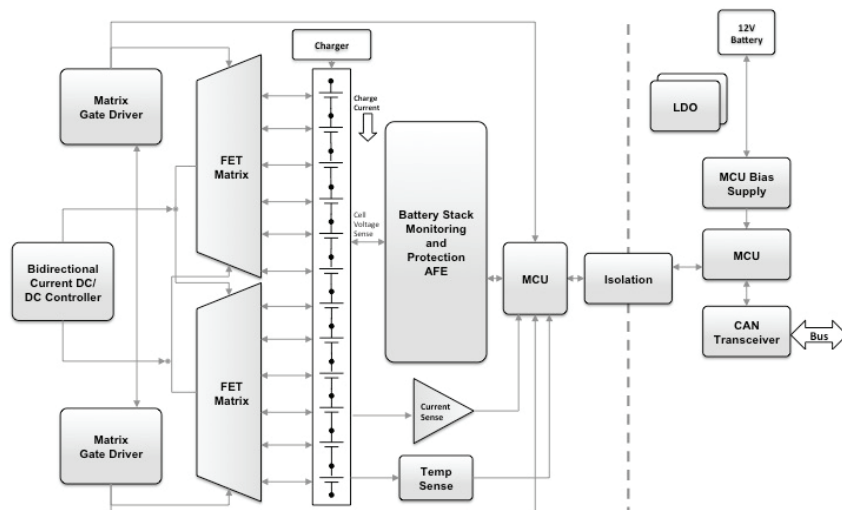 Charger
12V
Battery
Matrix
Gate Driver
FET
Matrix
Charge
Current
LDO
Battery Stack
Monitoring
and
Protection
AFE
Cell
Voltage
Sense
MCU Bias
Supply
Bidirectional
Current DC/
DC Controller
MCU
Isolation
MCU
CAN
Transceiver
Bus
FET
Matrix
Current
Sense
Matrix
Gate Driver
Temp
Sense